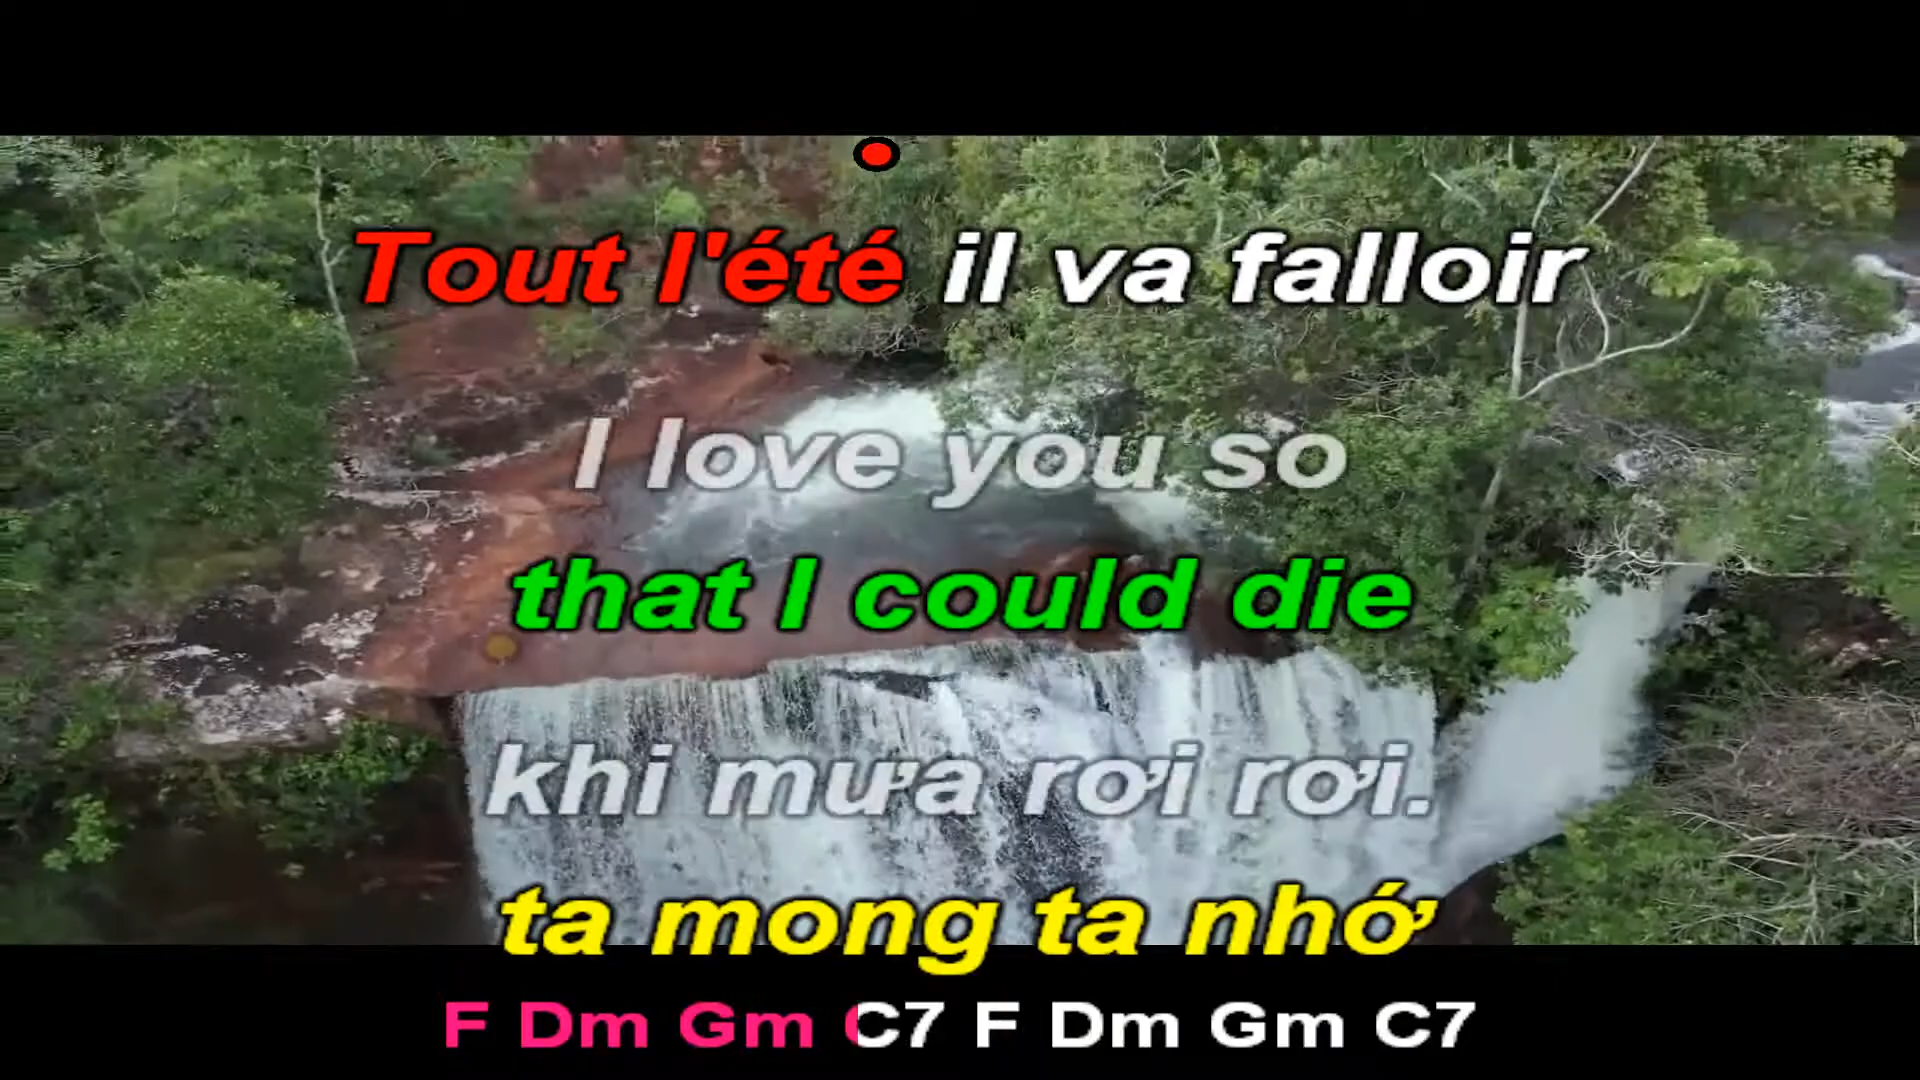 Tout l'été il va falloir
I love you so
that I could die
khi mưa rơi rơi.
ta mong ta nhớ
F Dm Gm C7 F Dm Gm C7